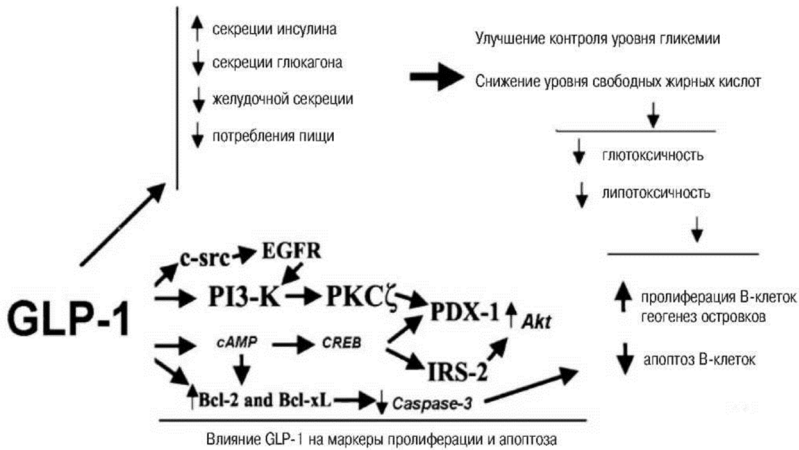 секреции инсулина
секреции глюкагона
желудочной секреции
потребления пищи
Улучшение контроля уровня гликемии
Снижение уровня свободных жирных кислот
глютоксичность
липотоксичность
пролиферация В-клеток
геогенез островков
апоптоз В-клеток
GLP-1
c-src
EGFR
PI3-K
PKCζ
PDX-1
Akt
cAMP
CREB
IRS-2
Bcl-2 and Bcl-xL
Caspase-3
Влияние GLP-1 на маркеры пролиферации и апоптоза